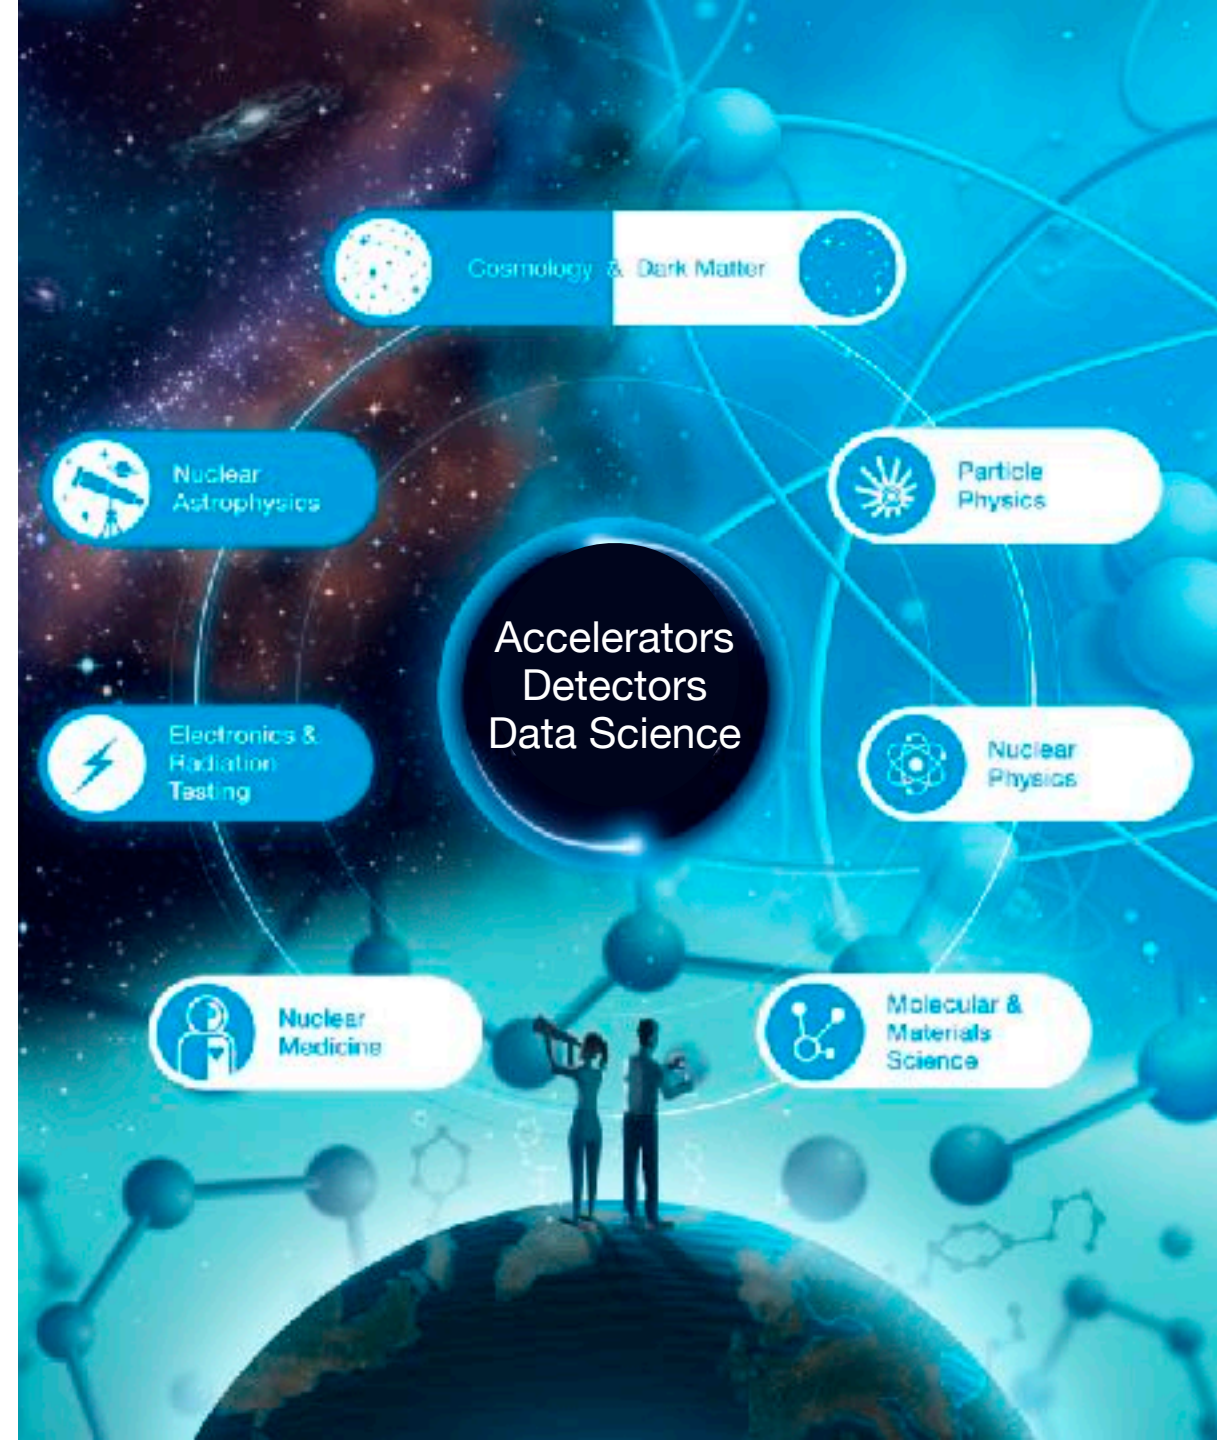 Cosmology & Dark Matter
Nuclear
Astrophysics
Particle
Physics
Accelerators
Detectors
Data Science
Electronics &
Radiation
Testing
Nuclear
Physics
Nuclear
Medicine
Molecular &
Materials
Science